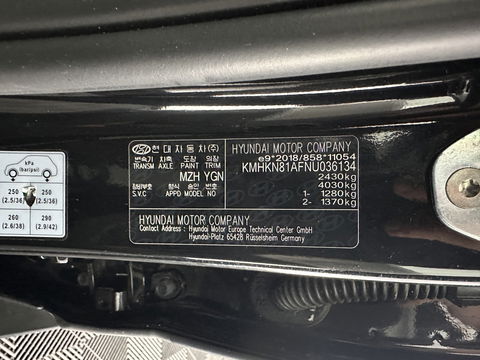 kPa
(bar/psi)
250
(2.5/36)
250
(2.5/36)
260
(2.6/38)
290
(2.9/42)
현대자동차(주)
변속기 차축 도장 내장
TRANSM AXLE PAINT TRIM
MZH YGN
정비부호 형식 승인 번호
S.V.C APPD MODEL NO
HYUNDAI MOTOR COMPANY
e9*2018/858*11054
KMHKN81AFNU036134
2430kg
4030kg
1- 1280kg
2- 1370kg
HYUNDAI MOTOR COMPANY
Contact Address : Hyundai Motor Europe Technical Center GmbH
Hyundai-Platz 65428 Rüsselsheim Germany